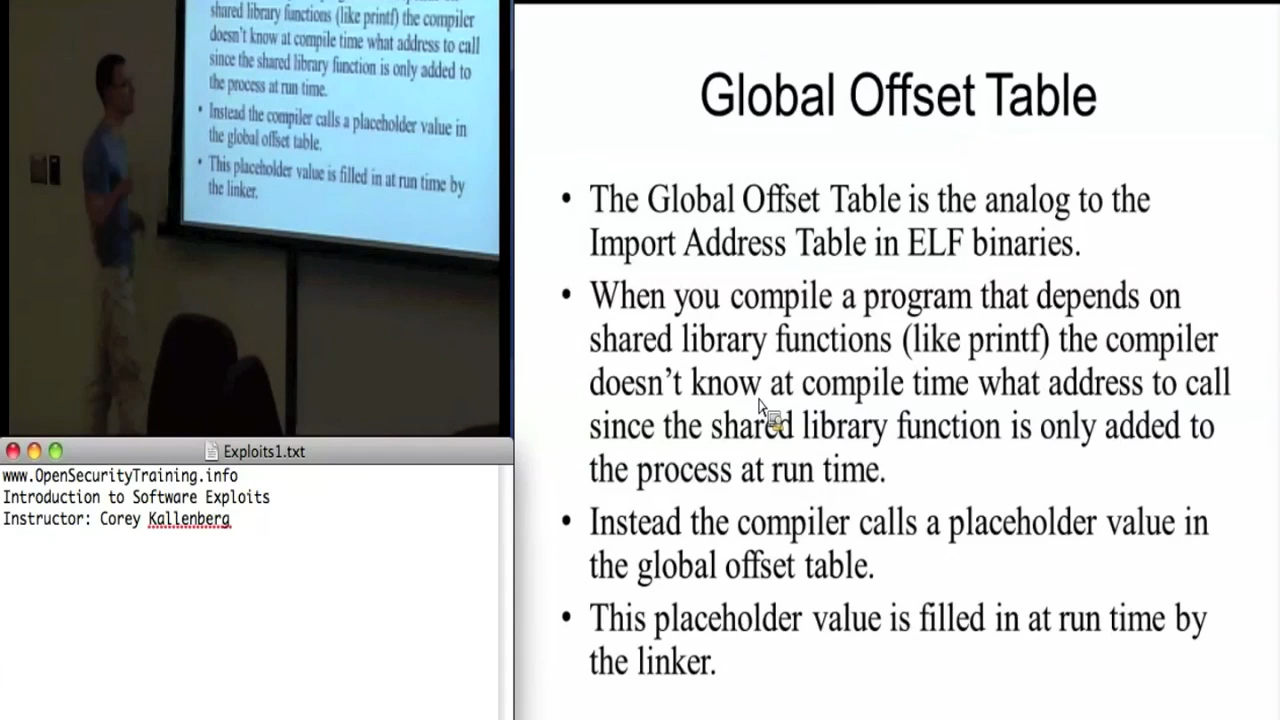 shared library functions (like printf) the compiler
doesn't know at compile time what address to call
since the shared library function is only added to
the process at run time.
• Instead the compiler calls a placeholder value in
the global offset table.
• This placeholder value is filled in at run time by
the linker.
Exploits1.txt
www.OpenSecurityTraining.info
Introduction to Software Exploits
Instructor: Corey Kallenberg
Global Offset Table
• The Global Offset Table is the analog to the
Import Address Table in ELF binaries.
• When you compile a program that depends on
shared library functions (like printf) the compiler
doesn't know at compile time what address to call
since the shared library function is only added to
the process at run time.
• Instead the compiler calls a placeholder value in
the global offset table.
• This placeholder value is filled in at run time by
the linker.